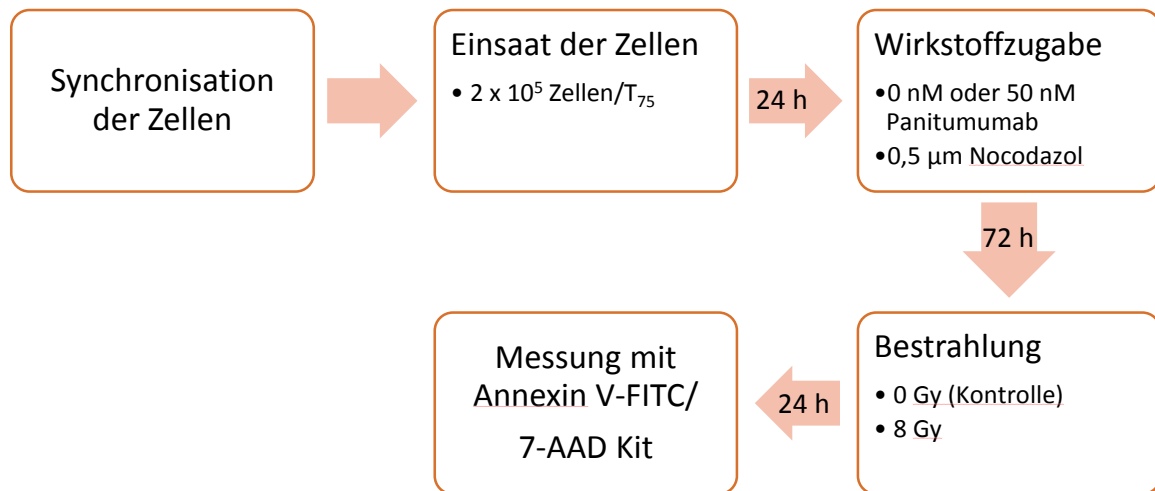 Synchronisation
der Zellen
Einsaat der Zellen
• 2 x 10⁵ Zellen/T₇₅
24 h
Wirkstoffzugabe
•0 nM oder 50 nM
Panitumumab
•0,5 µm Nocodazol
72 h
Bestrahlung
• 0 Gy (Kontrolle)
• 8 Gy
24 h
Messung mit
Annexin V-FITC/
7-AAD Kit